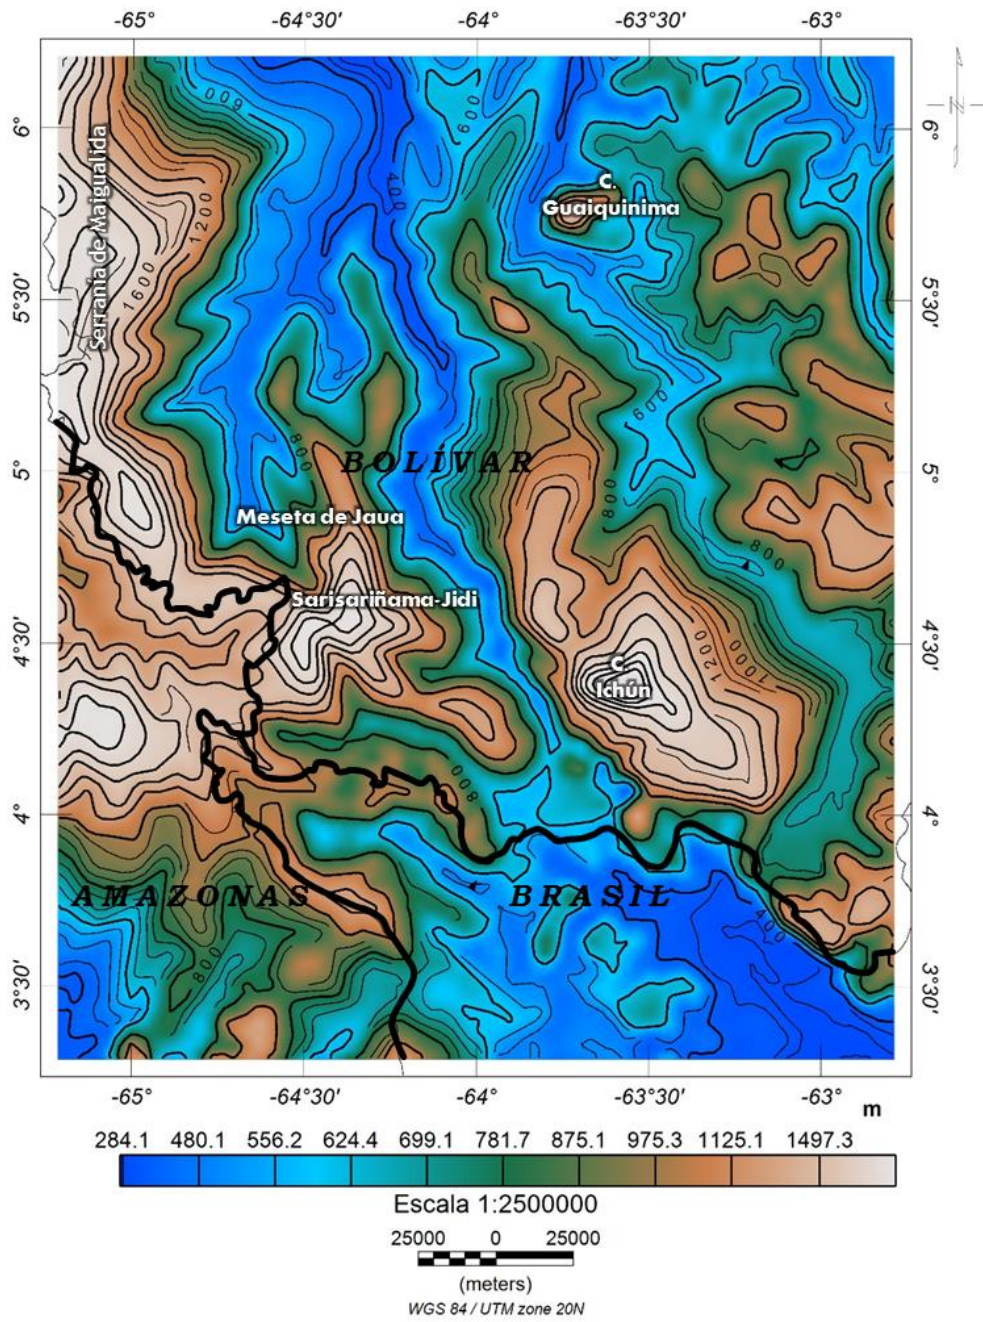 -65° -64°30' -64° -63°30' -63°
6° 6°
5°30' 5°30'
5° 5°
4°30' 4°30'
4° 4°
3°30' 3°30'
600
600
400
C.
Guaiquinima
Serranía de Maigualida
1200
1600
600
800
BOLÍVAR
800
Meseta de Jaua
800
Sarisariñama-Jidi
C.
Ichún
1200
1000
800
AMAZONAS
BRASIL
400
800
-65° -64°30' -64° -63°30' -63°
m
284.1 480.1 556.2 624.4 699.1 781.7 875.1 975.3 1125.1 1497.3
Escala 1:2500000
25000 0 25000
(meters)
WGS 84 / UTM zone 20N